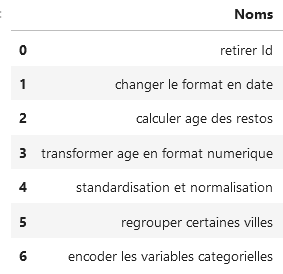 Noms
0 retirer Id
1 changer le format en date
2 calculer age des restos
3 transformer age en format numerique
4 standardisation et normalisation
5 regrouper certaines villes
6 encoder les variables categorielles